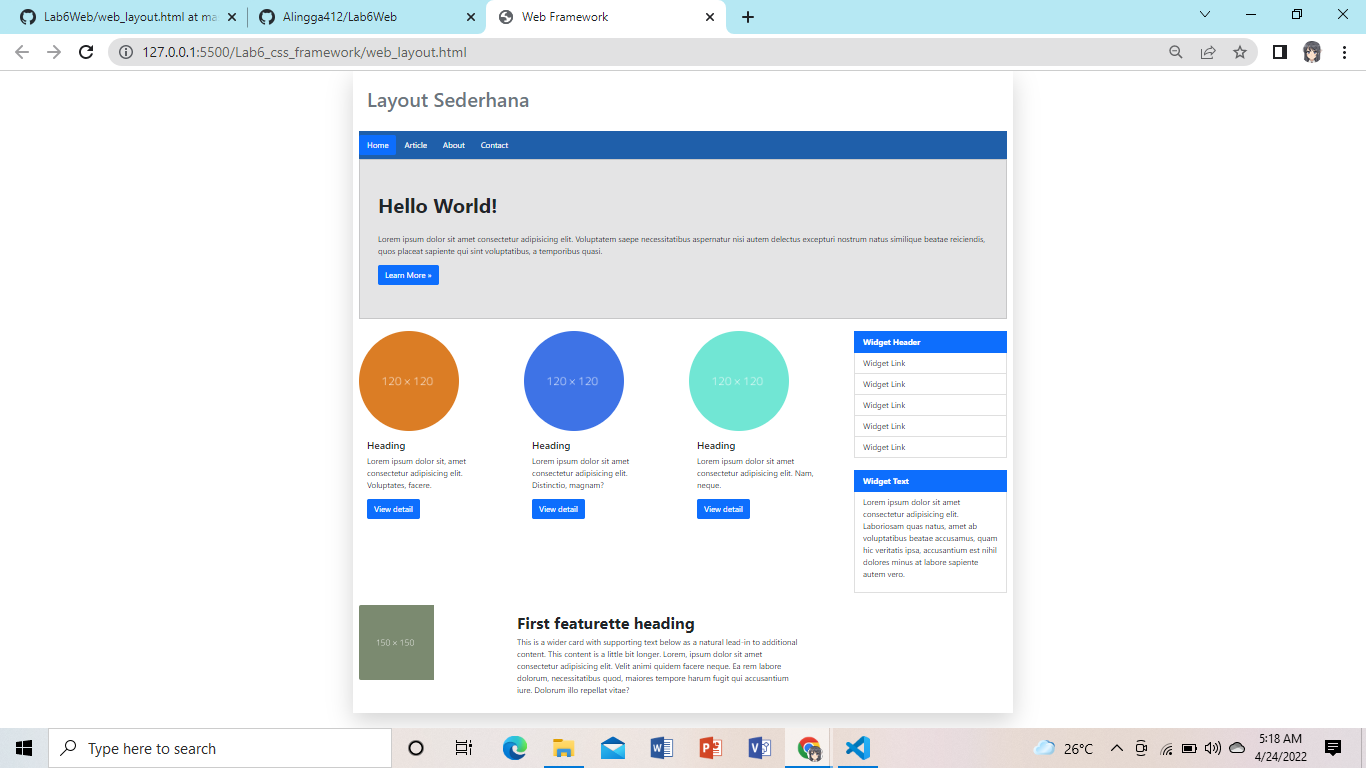 Lab6Web/web_layout.html at ma
Alingga412/Lab6Web
Web Framework
127.0.0.1:5500/Lab6_css_framework/web_layout.html
Layout Sederhana
Home Article About Contact
Hello World!
Lorem ipsum dolor sit amet consectetur adipisicing elit. Voluptatem saepe necessitatibus aspernatur nisi autem delectus excepturi nostrum natus similique beatae reiciendis,
quos placeat sapiente qui sint voluptatibus, a temporibus quasi.
Learn More »
120 × 120
Heading
Lorem ipsum dolor sit, amet
consectetur adipisicing elit.
Voluptates, facere.
View detail
120 × 120
Heading
Lorem ipsum dolor sit amet
consectetur adipisicing elit.
Distinctio, magnam?
View detail
120 × 120
Heading
Lorem ipsum dolor sit amet
consectetur adipisicing elit. Nam,
neque.
View detail
Widget Header
Widget Link
Widget Link
Widget Link
Widget Link
Widget Link
Widget Text
Lorem ipsum dolor sit amet
consectetur adipisicing elit.
Laboriosam quas natus, amet ab
voluptatibus beatae accusamus, quam
hic veritatis ipsa, accusantium est nihil
dolores minus at labore sapiente
autem vero.
150 × 150
First featurette heading
This is a wider card with supporting text below as a natural lead-in to additional
content. This content is a little bit longer. Lorem, ipsum dolor sit amet
consectetur adipisicing elit. Velit animi quidem facere neque. Ea rem labore
dolorum, necessitatibus quod, maiores tempore harum fugit qui accusantium
iure. Dolorum illo repellat vitae?
Type here to search
26°C
5:18 AM
4/24/2022